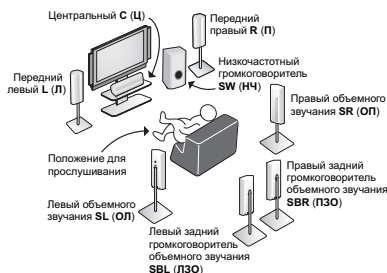 Центральный C (Ц)
Передний
правый R (П)
Низкочастотный
громкоговоритель
SW (НЧ)
Передний
левый L (Л)
Правый объемного
звучания SR (ОП)
Положение для
прослушивания
Правый задний
громкоговоритель
объемного звучания
SBR (ПЗО)
Левый объемного
звучания SL (ОЛ)
Левый задний
громкоговоритель
объемного звучания
SBL (ЛЗО)